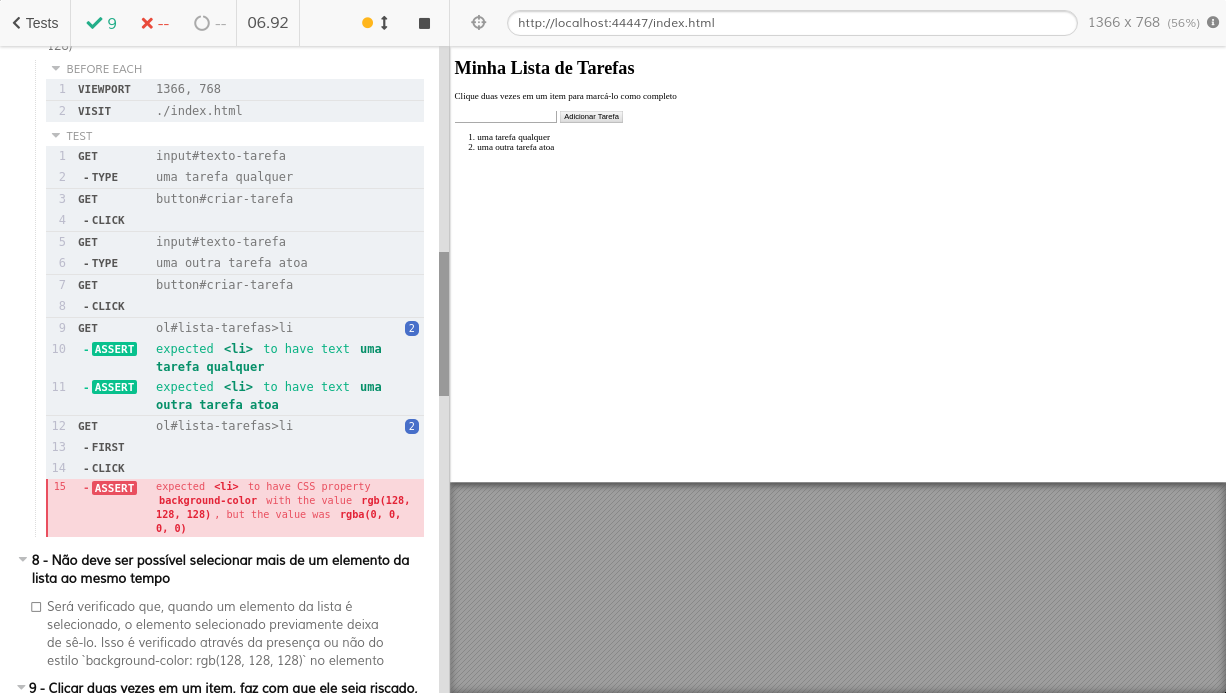 Tests 9 -- -- 06.92 http://localhost:44447/index.html 1366 x 768 (56%)
128)
BEFORE EACH
1 VIEWPORT 1366, 768
2 VISIT ./index.html
TEST
1 GET input#texto-tarefa
2 - TYPE uma tarefa qualquer
3 GET button#criar-tarefa
4 - CLICK
5 GET input#texto-tarefa
6 - TYPE uma outra tarefa atoa
7 GET button#criar-tarefa
8 - CLICK
9 GET ol#lista-tarefas>li 2
10 - ASSERT expected <li> to have text uma
tarefa qualquer
11 - ASSERT expected <li> to have text uma
outra tarefa atoa
12 GET ol#lista-tarefas>li 2
13 - FIRST
14 - CLICK
15 - ASSERT expected <li> to have CSS property
background-color with the value rgb(128,
128, 128), but the value was rgba(0, 0,
0, 0)
8 - Não deve ser possível selecionar mais de um elemento da
lista ao mesmo tempo
Será verificado que, quando um elemento da lista é
selecionado, o elemento selecionado previamente deixa
de sê-lo. Isso é verificado através da presença ou não do
estilo `background-color: rgb(128, 128, 128)` no elemento
9 - Clicar duas vezes em um item, faz com que ele seja riscado,
Minha Lista de Tarefas
Clique duas vezes em um item para marcá-lo como completo
Adicionar Tarefa
1. uma tarefa qualquer
2. uma outra tarefa atoa